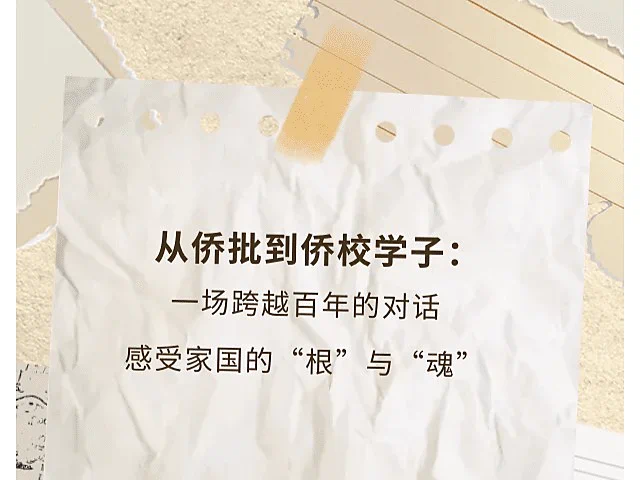 从侨批到侨校学子：
一场跨越百年的对话
感受家国的“根”与“魂”